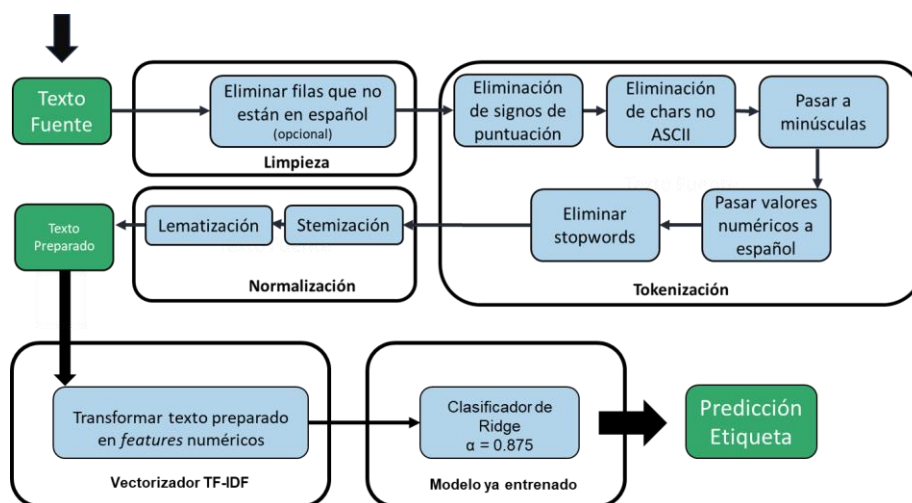 Texto
Fuente
Eliminar filas que no
están en español
(opcional)
Limpieza
Eliminación
de signos de
puntuación
Eliminación
de chars no
ASCII
Pasar a
minúsculas
Pasar valores
numéricos a
español
Eliminar
stopwords
Tokenización
Stemización
Lematización
Normalización
Texto
Preparado
Transformar texto preparado
en features numéricos
Vectorizador TF-IDF
Clasificador de
Ridge
α = 0.875
Modelo ya entrenado
Predicción
Etiqueta